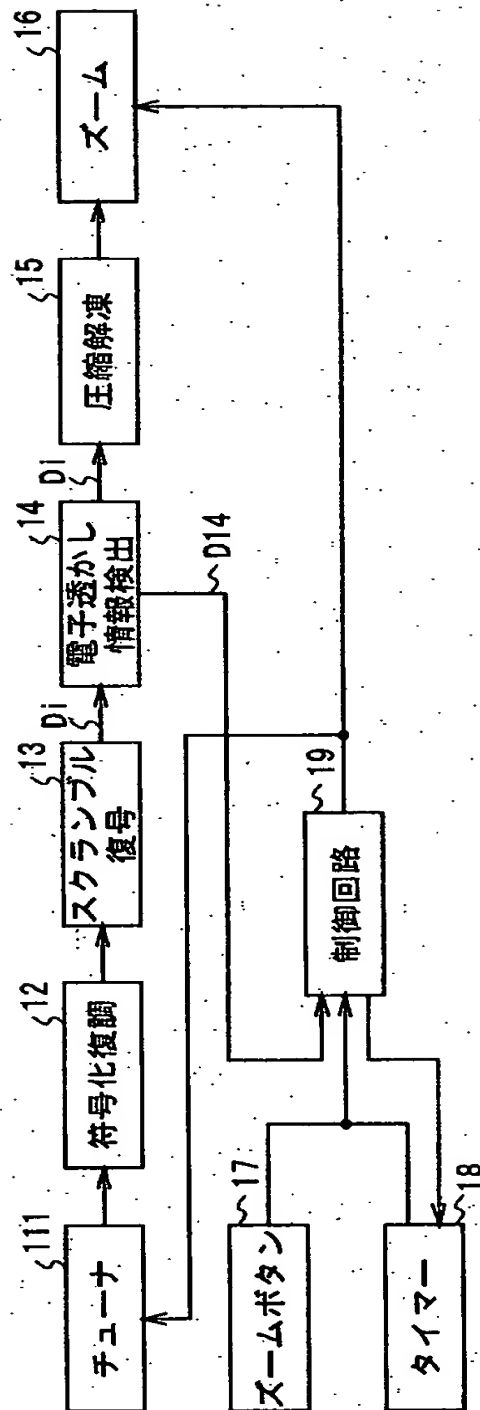 111
チューナ
12
符号化復調
13
スクランブル
復号
Di
14
電子透かし
情報検出
Di
15
圧縮解凍
16
ズーム
D14
17
ズームボタン
18
タイマー
19
制御回路